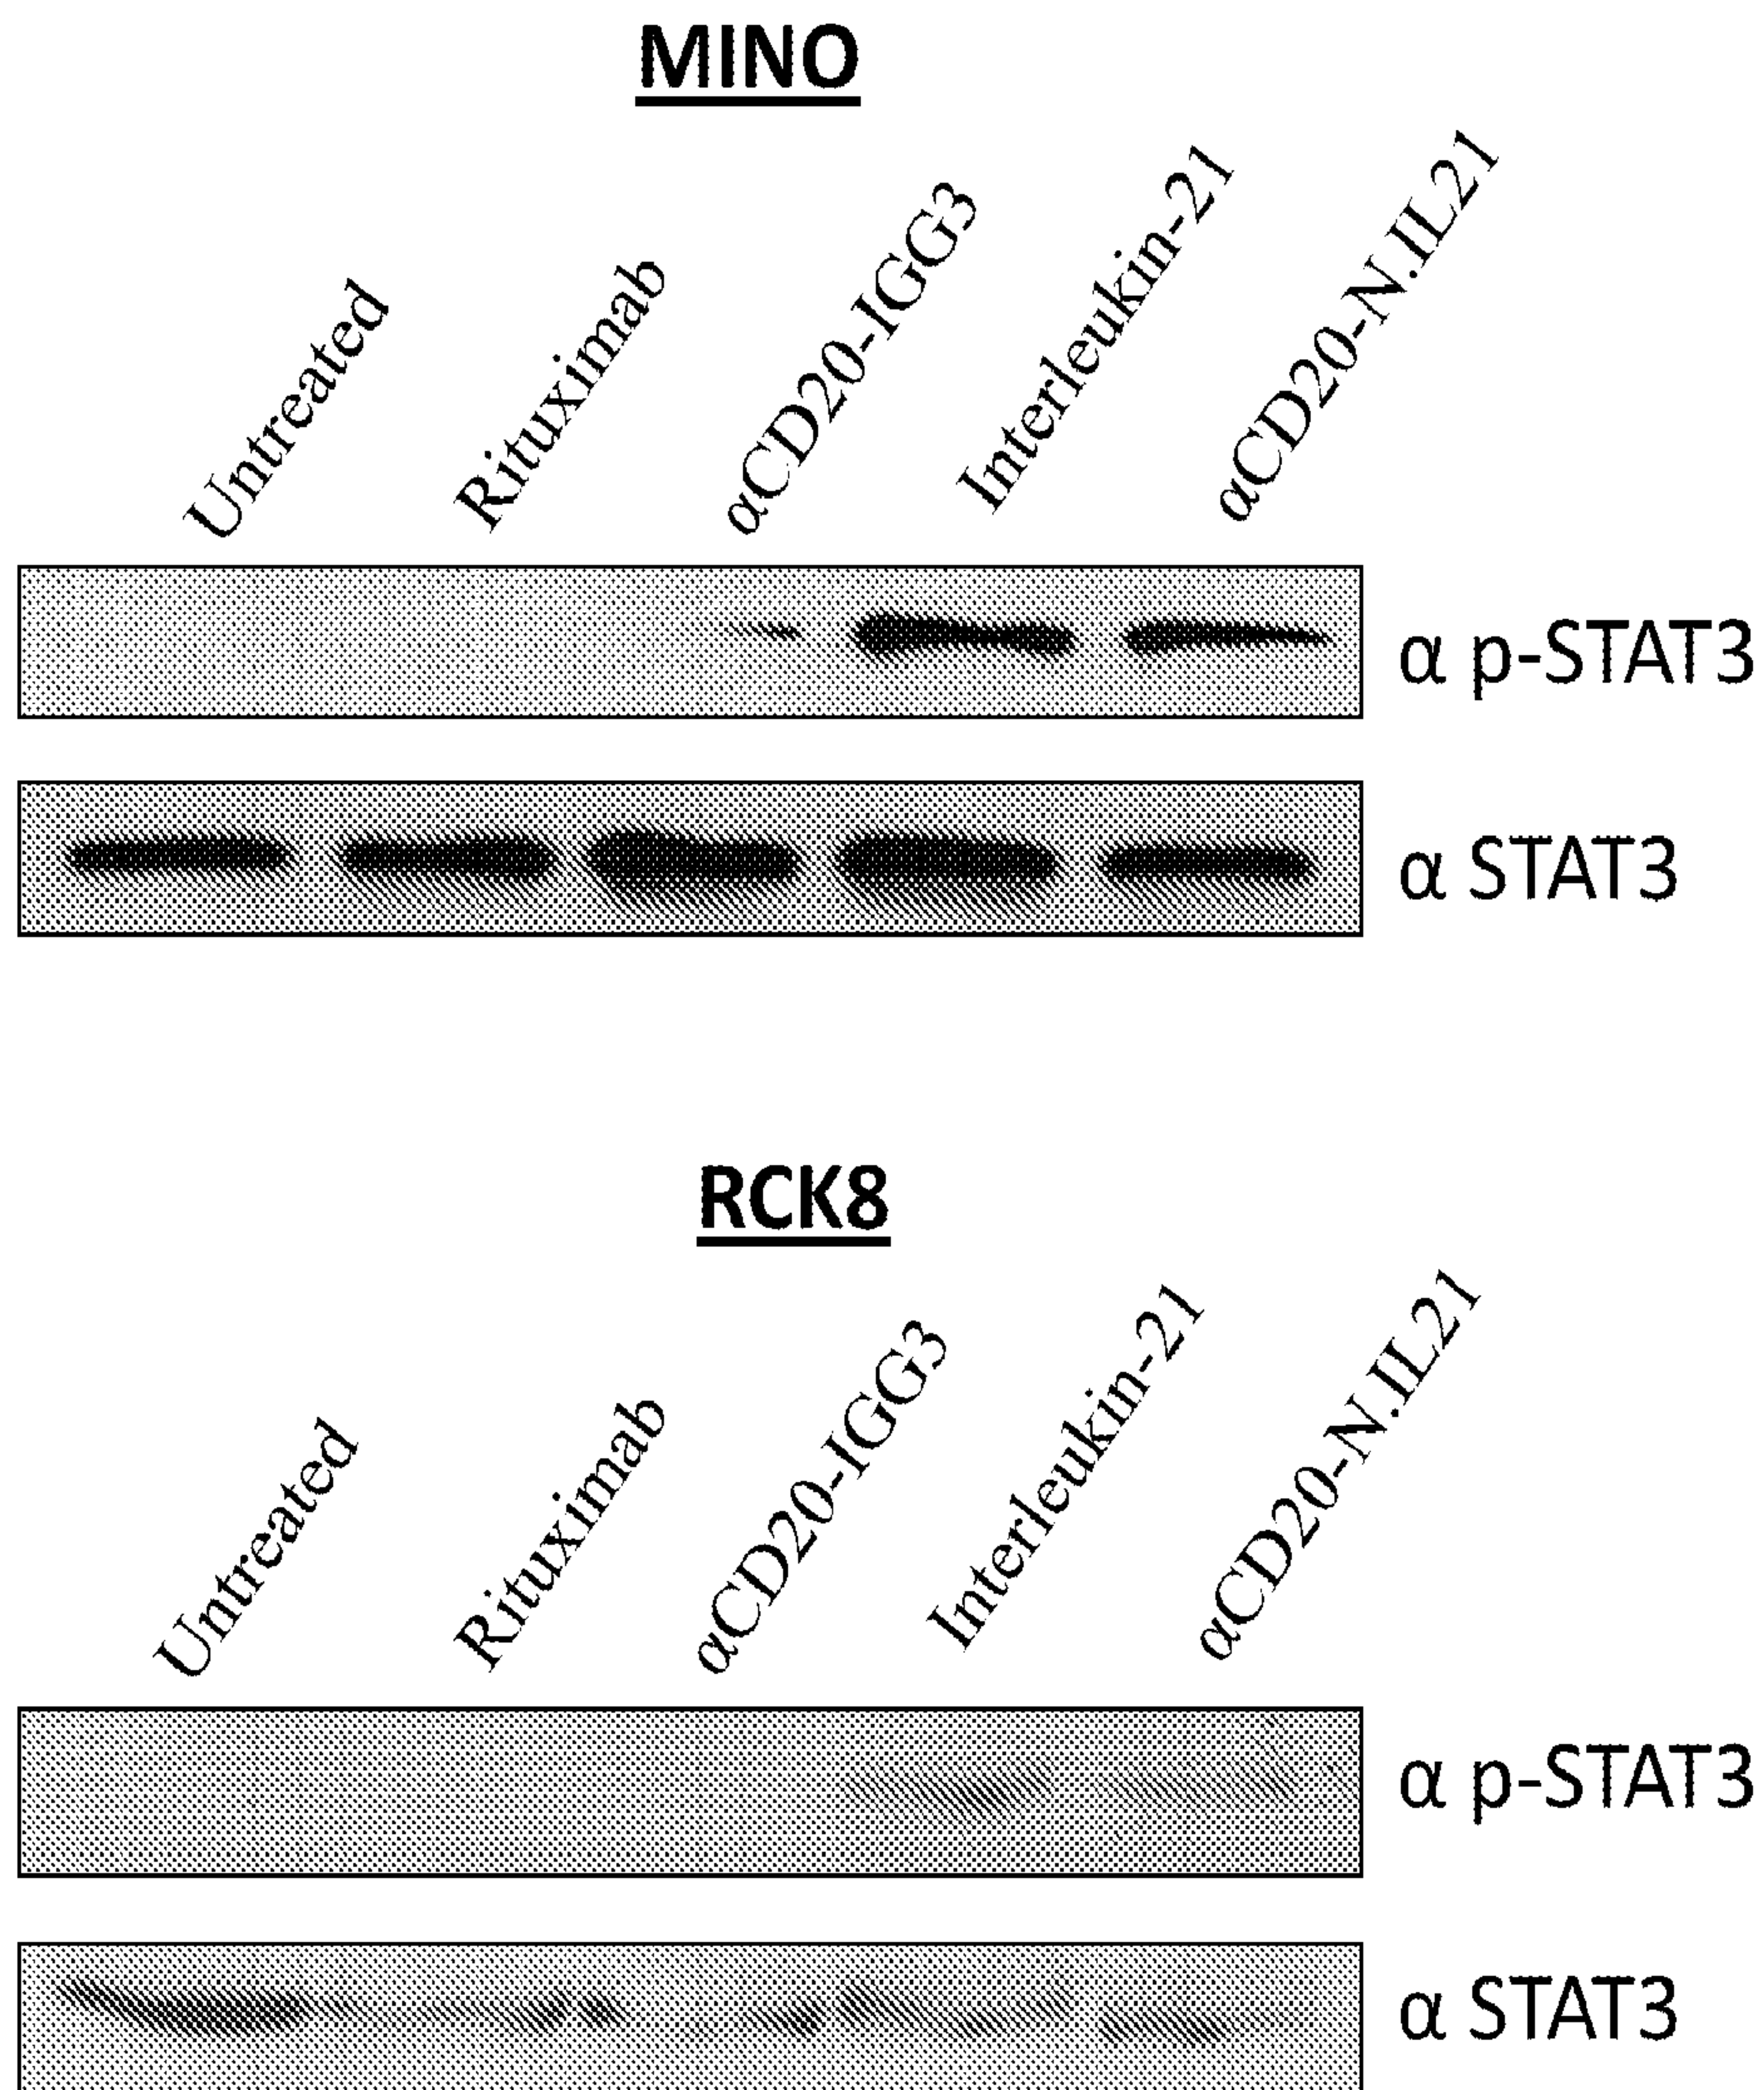 MINO
Untreated
Rituximab
αCD20-IGG3
Interleukin-21
αCD20-N.IL21
α p-STAT3
α STAT3
RCK8
Untreated
Rituximab
αCD20-IGG3
Interleukin-21
αCD20-N.IL21
α p-STAT3
α STAT3